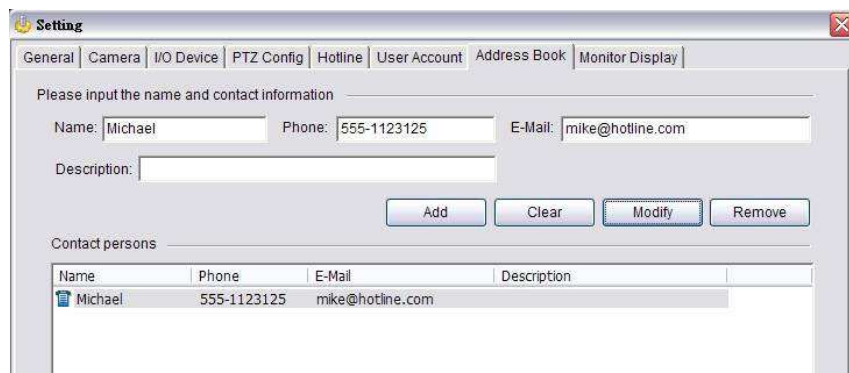 Setting
General Camera I/O Device PTZ Config Hotline User Account Address Book Monitor Display
Please input the name and contact information
Name: Michael Phone: 555-1123125 E-Mail: mike@hotline.com
Description:
Add Clear Modify Remove
Contact persons
Name Phone E-Mail Description
Michael 555-1123125 mike@hotline.com